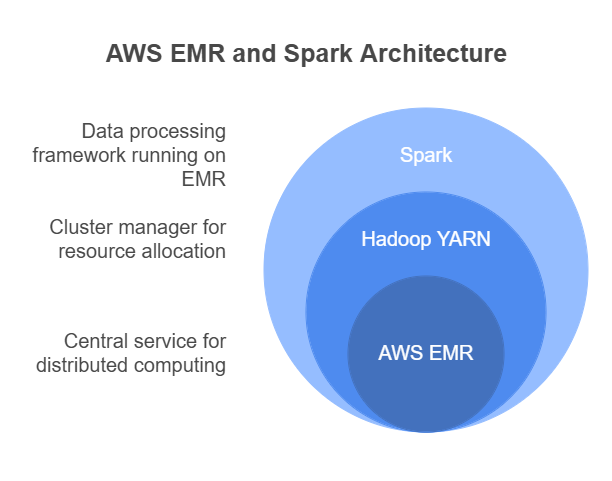 AWS EMR and Spark Architecture
Data processing
framework running on
EMR
Spark
Cluster manager for
resource allocation
Hadoop YARN
Central service for
distributed computing
AWS EMR